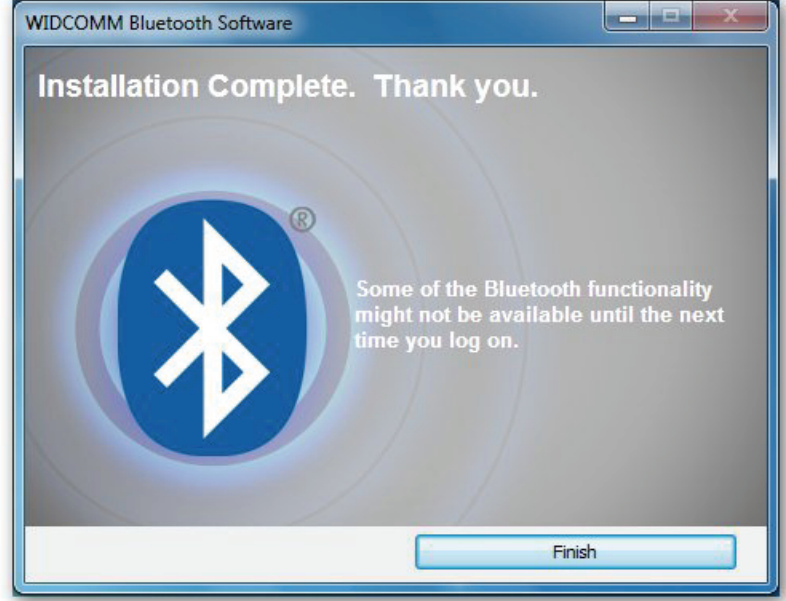 WIDCOMM Bluetooth Software
Installation Complete.  Thank you.
®
Some of the Bluetooth functionality
might not be available until the next
time you log on.
Finish